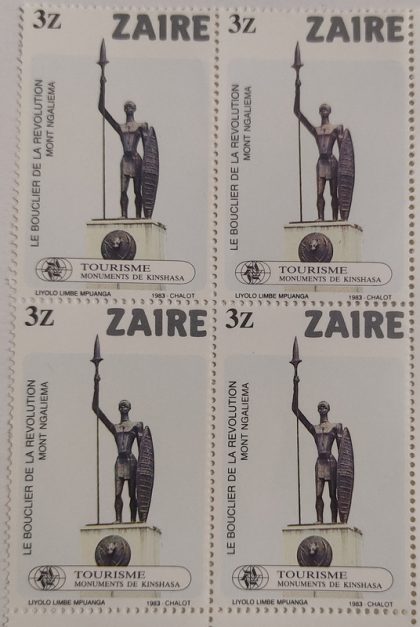 3Z ZAIRE
LE BOUCLIER DE LA REVOLUTION
MONT NGALIEMA
TOURISME
MONUMENTS DE KINSHASA
LIYOLO LIMBE MPUANGA 1983 - CHALOT
3Z ZAIRE
LE BOUCLIER DE LA REVOLUTION
MONT NGALIEMA
TOURISME
MONUMENTS DE KINSHASA
LIYOLO LIMBE MPUANGA 1983 - CHALOT
3Z ZAIRE
LE BOUCLIER DE LA REVOLUTION
MONT NGALIEMA
TOURISME
MONUMENTS DE KINSHASA
LIYOLO LIMBE MPUANGA 1983 - CHALOT
3Z ZAIRE
LE BOUCLIER DE LA REVOLUTION
MONT NGALIEMA
TOURISME
MONUMENTS DE KINSHASA
LIYOLO LIMBE MPUANGA 1983 - CHALOT